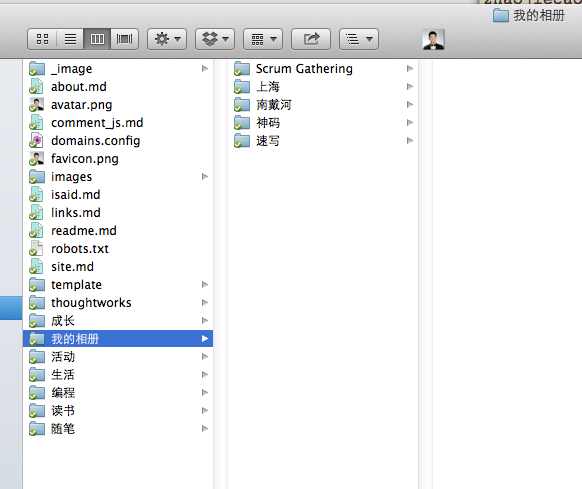 我的相册
_image
about.md
avatar.png
comment_js.md
domains.config
favicon.png
images
isaid.md
links.md
readme.md
robots.txt
site.md
template
thoughtworks
成长
我的相册
活动
生活
编程
读书
随笔
Scrum Gathering
上海
南戴河
神码
速写